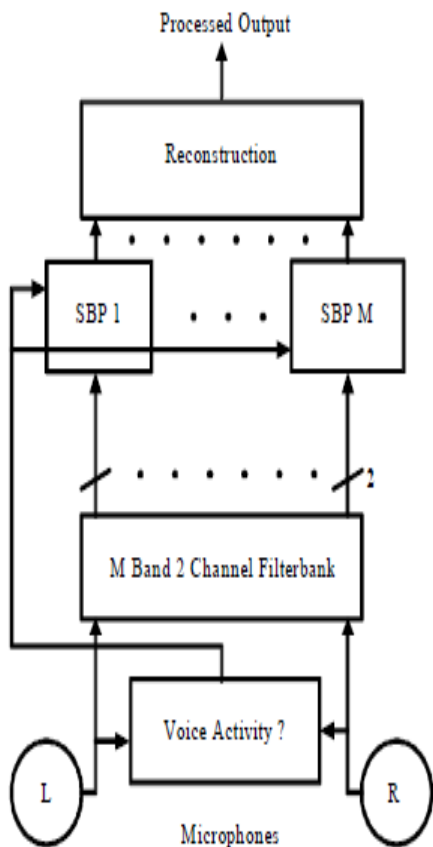 Processed Output
Reconstruction
SBP 1
SBP M
2
M Band 2 Channel Filterbank
Voice Activity ?
L
R
Microphones